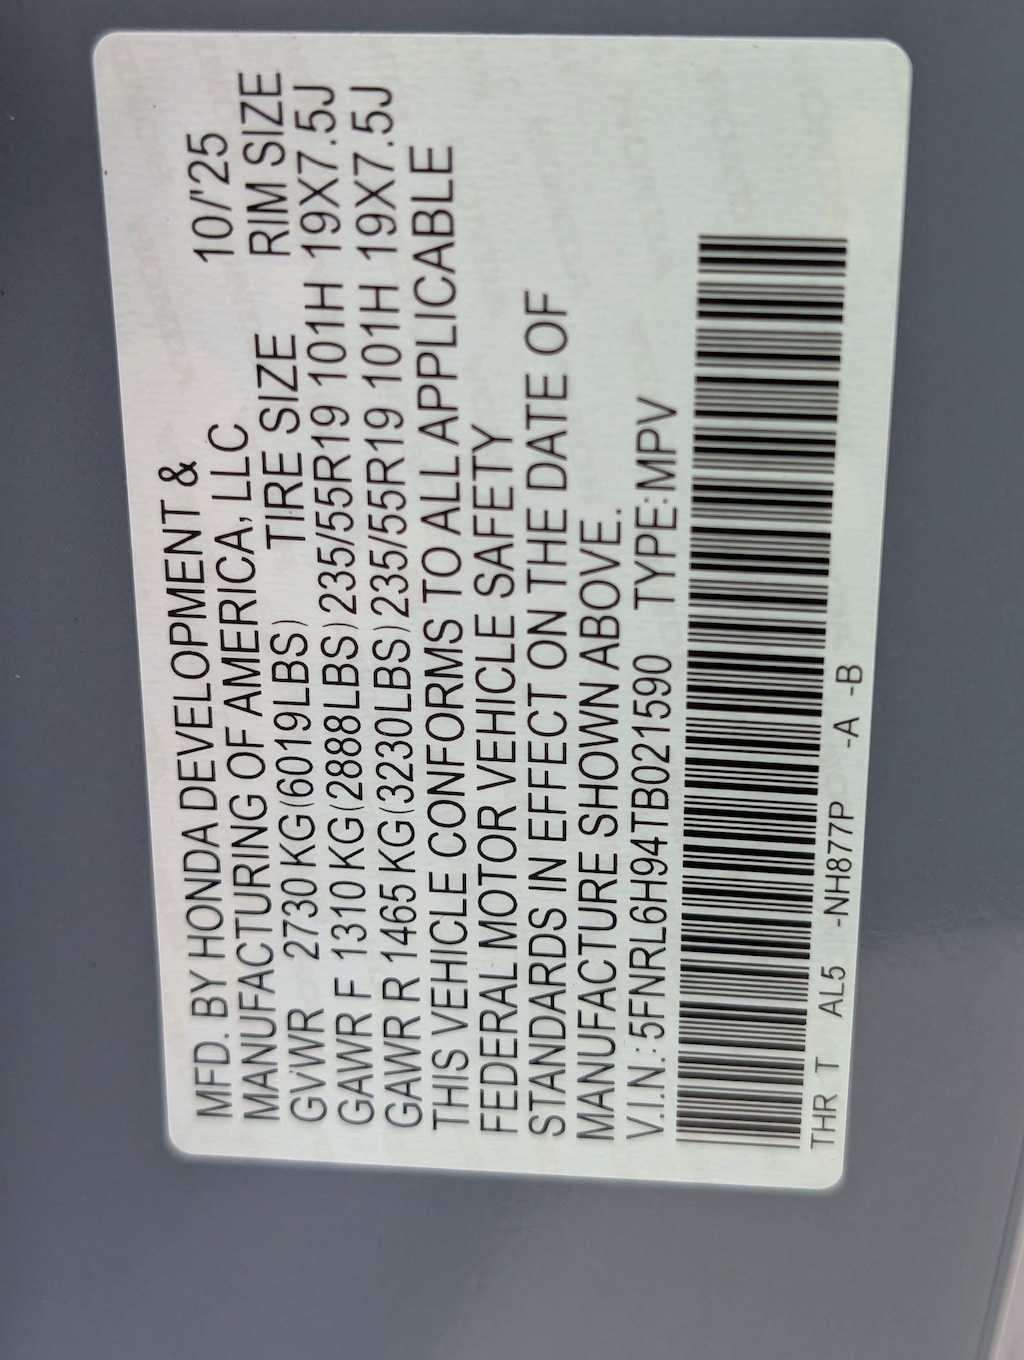 MFD. BY HONDA DEVELOPMENT &
MANUFACTURING OF AMERICA, LLC 10/'25
GVWR 2730 KG(6019LBS) TIRE SIZE RIM SIZE
GAWR F 1310 KG(2888LBS) 235/55R19 101H 19X7.5J
GAWR R 1465 KG(3230LBS) 235/55R19 101H 19X7.5J
THIS VEHICLE CONFORMS TO ALL APPLICABLE
FEDERAL MOTOR VEHICLE SAFETY
STANDARDS IN EFFECT ON THE DATE OF
MANUFACTURE SHOWN ABOVE.
V.I.N.: 5FNRL6H94TB021590 TYPE:MPV
THR T AL5 -NH877P -A -B